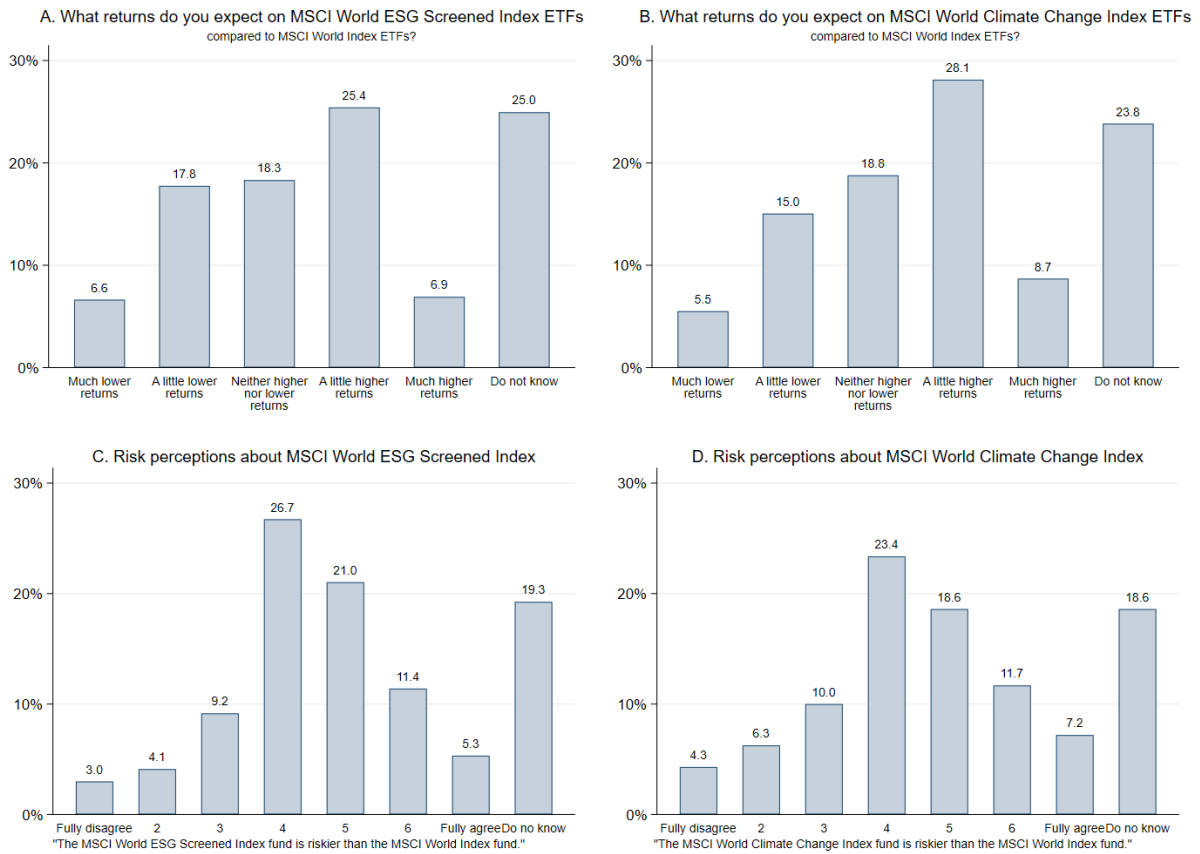 A. What returns do you expect on MSCI World ESG Screened Index ETFs
compared to MSCI World Index ETFs?
30%
20%
10%
0%
6.6
17.8
18.3
25.4
6.9
25.0
Much lower returns
A little lower returns
Neither higher nor lower returns
A little higher returns
Much higher returns
Do not know
B. What returns do you expect on MSCI World Climate Change Index ETFs
compared to MSCI World Index ETFs?
30%
20%
10%
0%
5.5
15.0
18.8
28.1
8.7
23.8
Much lower returns
A little lower returns
Neither higher nor lower returns
A little higher returns
Much higher returns
Do not know
C. Risk perceptions about MSCI World ESG Screened Index
30%
20%
10%
0%
3.0
4.1
9.2
26.7
21.0
11.4
5.3
19.3
Fully disagree
2
3
4
5
6
Fully agree
Do no know
"The MSCI World ESG Screened Index fund is riskier than the MSCI World Index fund."
D. Risk perceptions about MSCI World Climate Change Index
30%
20%
10%
0%
4.3
6.3
10.0
23.4
18.6
11.7
7.2
18.6
Fully disagree
2
3
4
5
6
Fully agree
Do no know
"The MSCI World Climate Change Index fund is riskier than the MSCI World Index fund."